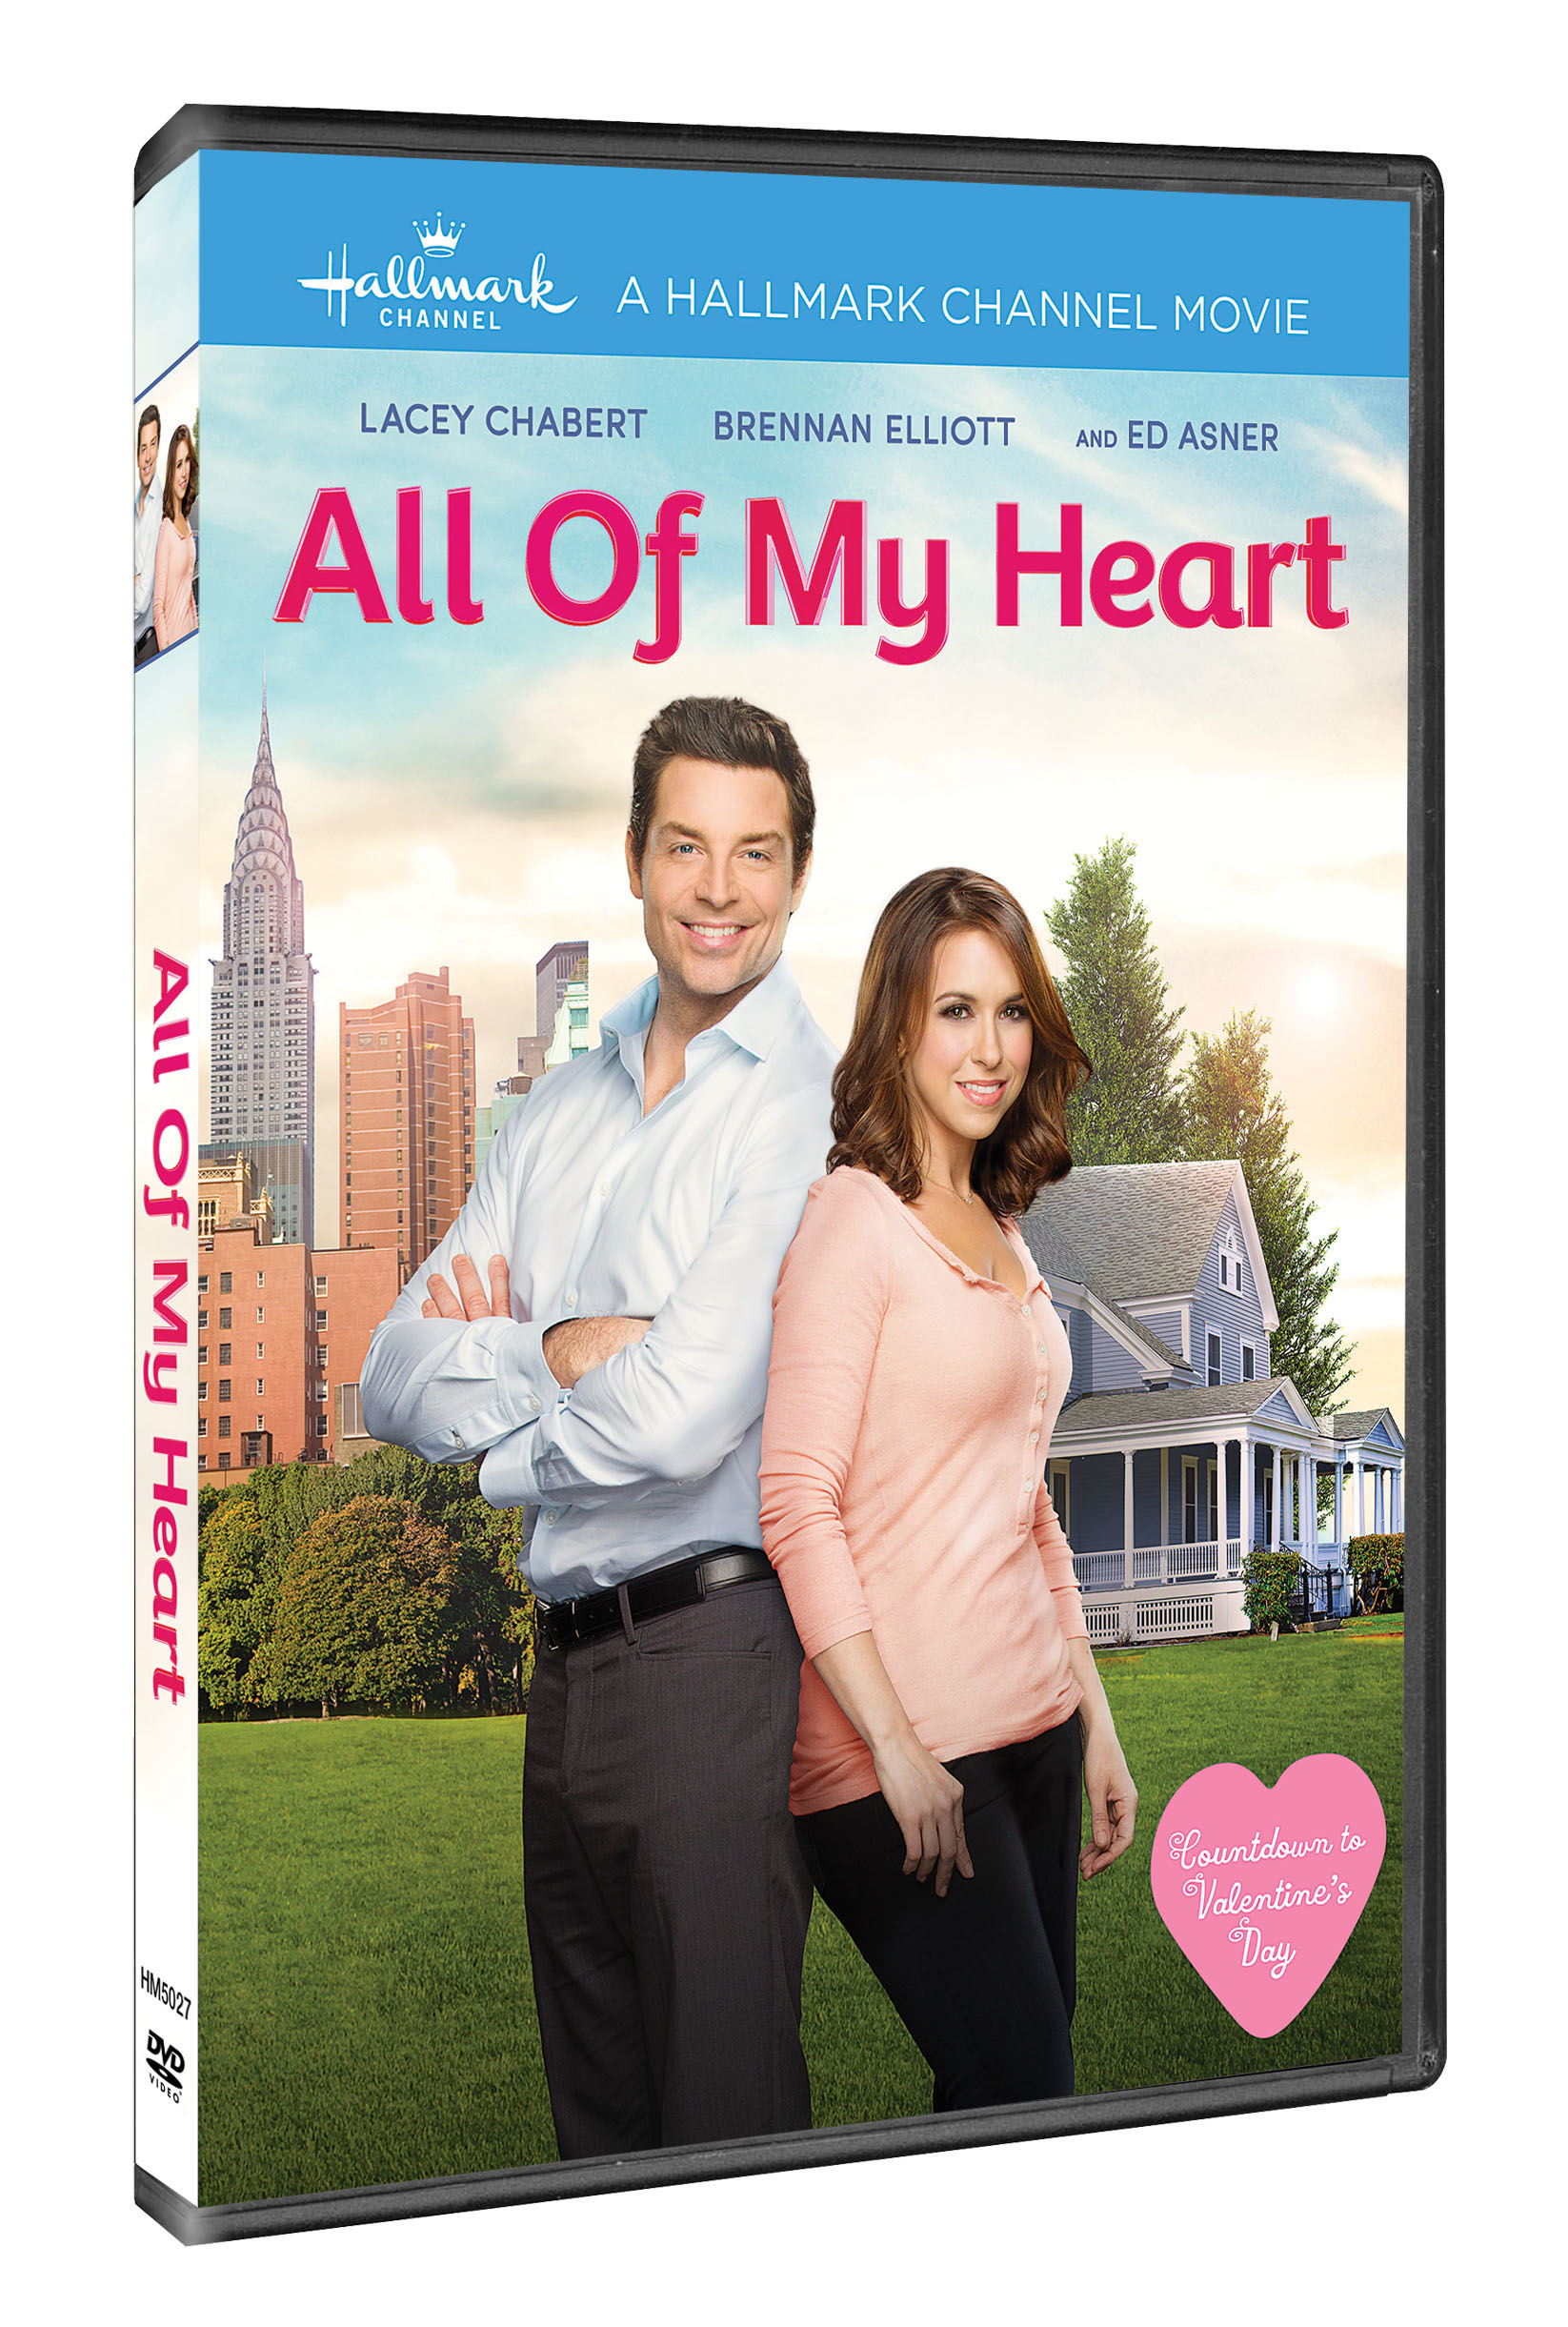 Hallmark
CHANNEL
A HALLMARK CHANNEL MOVIE
LACEY CHABERT BRENNAN ELLIOTT AND ED ASNER
All Of My Heart
Countdown to
Valentine's
Day
All Of My Heart
HM5027
DVD
VIDEO